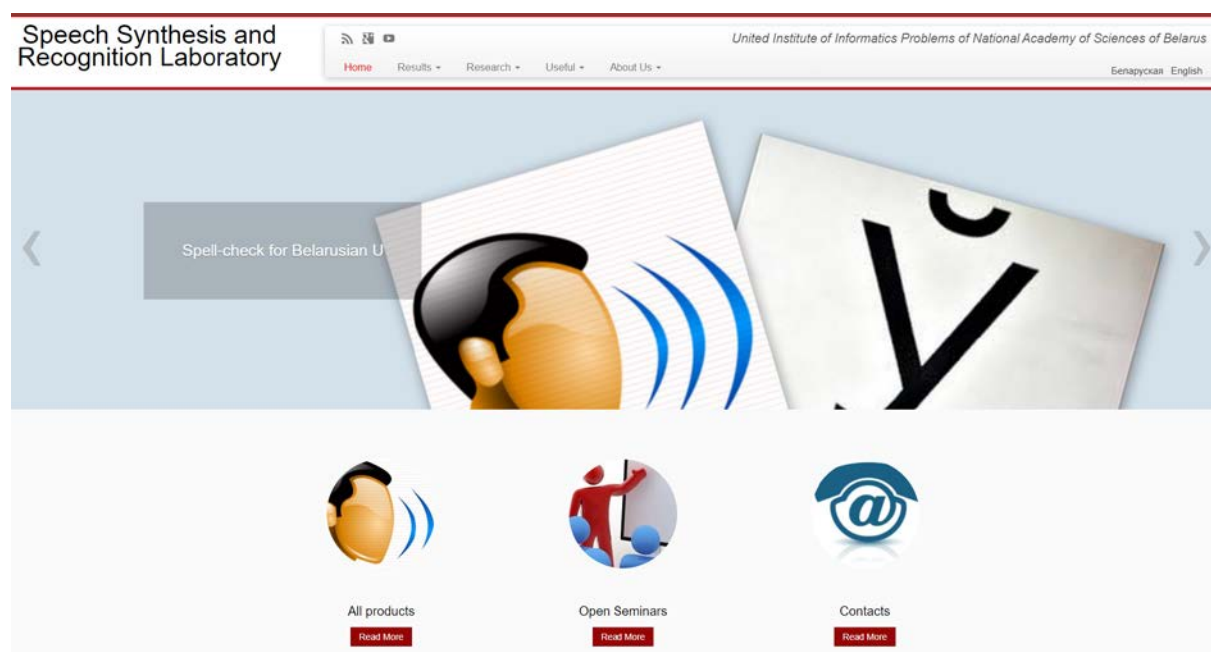 Speech Synthesis and
Recognition Laboratory
United Institute of Informatics Problems of National Academy of Sciences of Belarus
Home Results Research Useful About Us
Беларуская English
Spell-check for Belarusian U
ў
All products Open Seminars Contacts
Read More Read More Read More